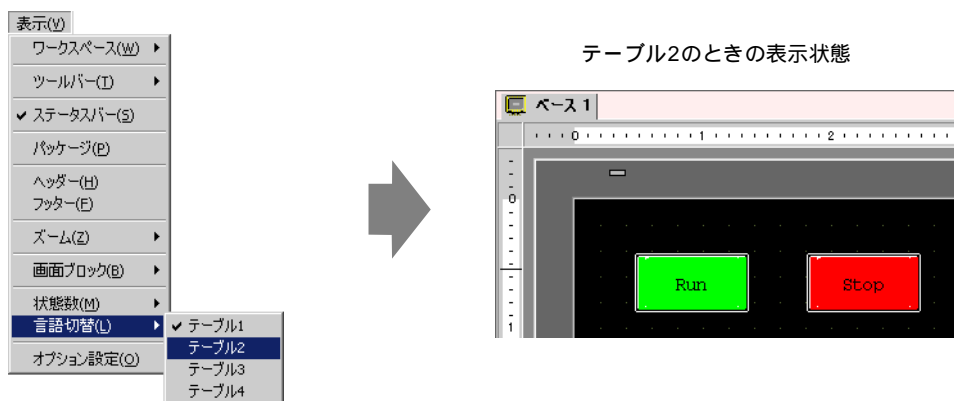 表示(V)
ワークスペース(W)
ツールバー(T)
ステータスバー(S)
パッケージ(P)
ヘッダー(H)
フッター(F)
ズーム(Z)
画面ブロック(B)
状態数(M)
言語切替(L)
オプション設定(O)
テーブル1
テーブル2
テーブル3
テーブル4
テーブル2のときの表示状態
ベース 1
0 1 2
0
1
Run
Stop